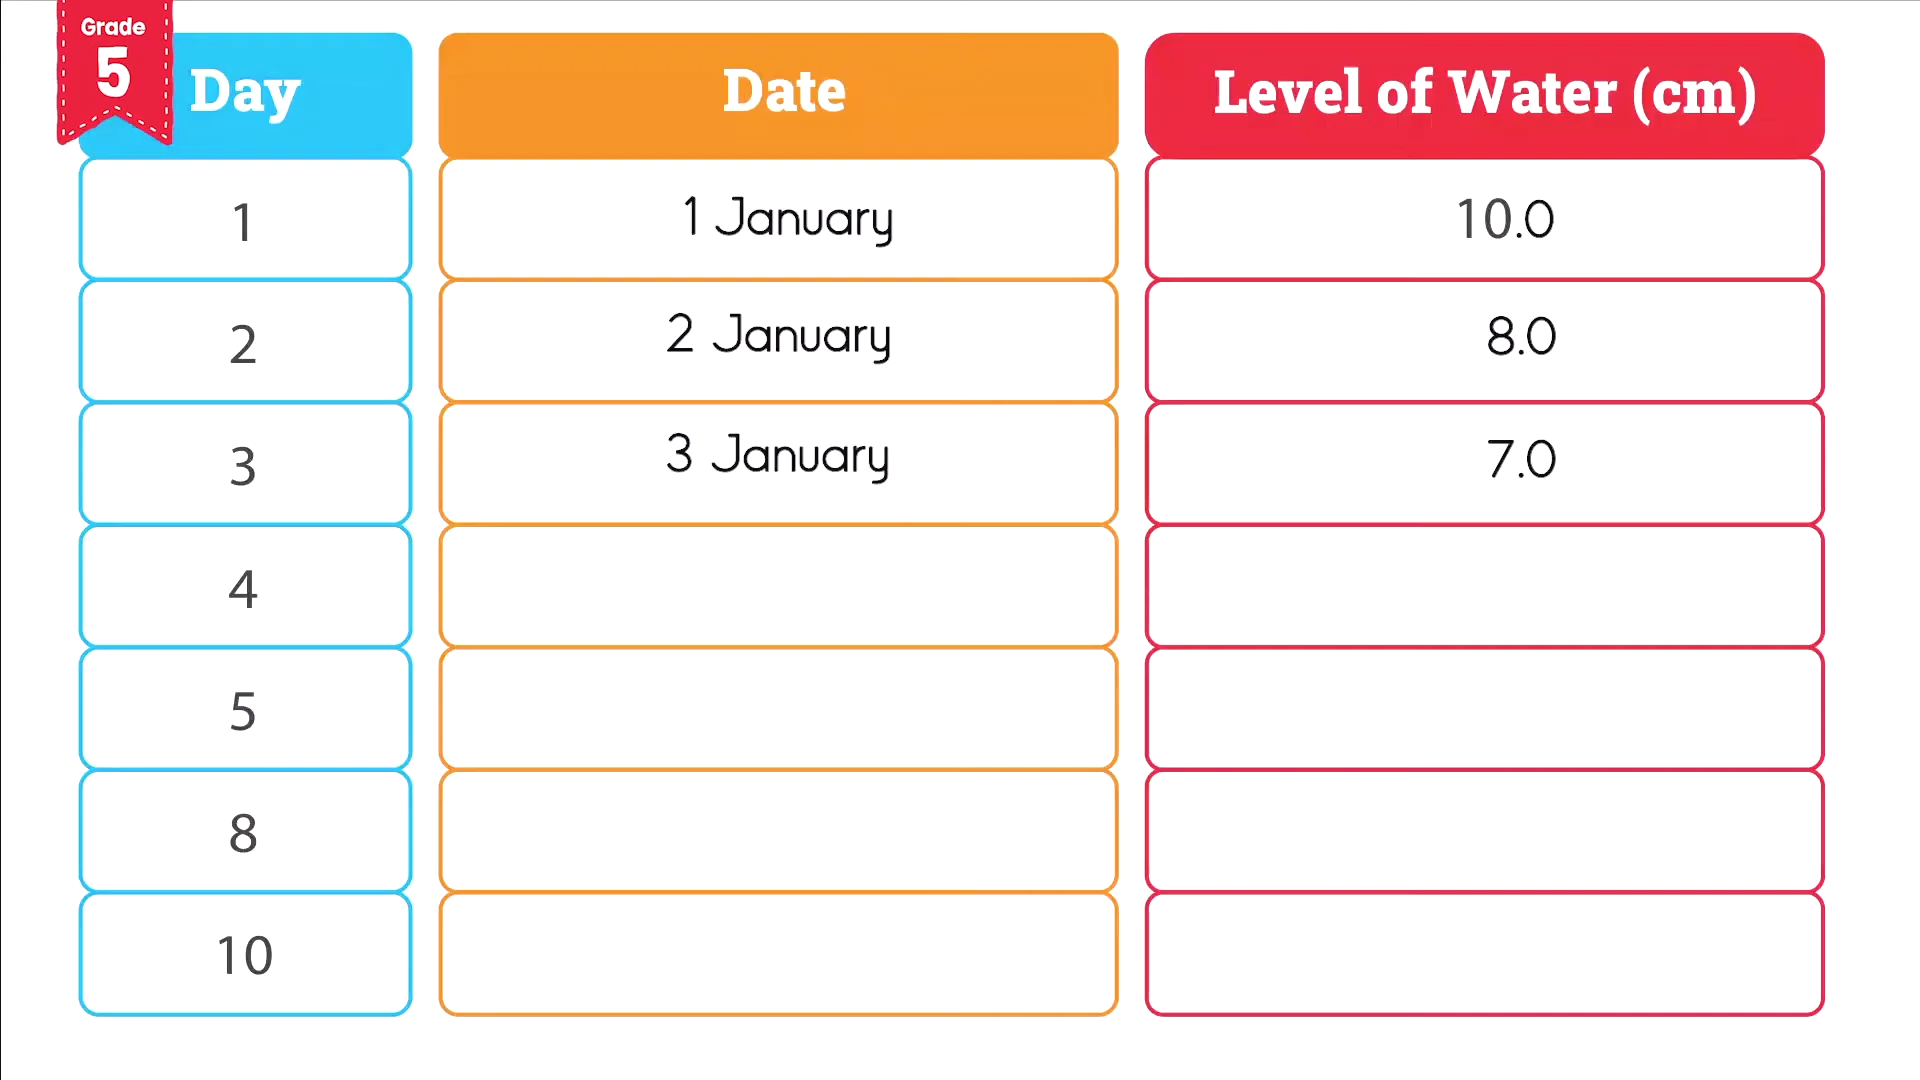 Grade
5
Day Date Level of Water (cm)
1 1 January 10.0
2 2 January 8.0
3 3 January 7.0
4
5
8
10